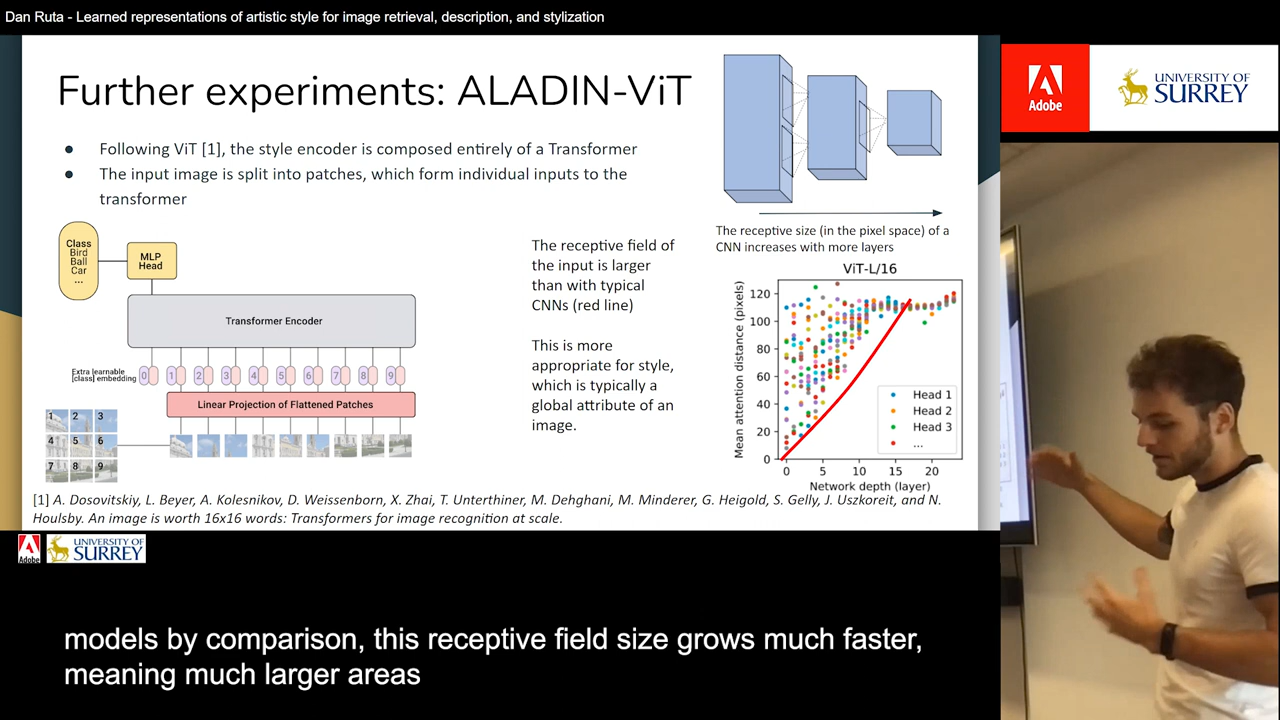 Dan Ruta - Learned representations of artistic style for image retrieval, description, and stylization
Further experiments: ALADIN-ViT
● Following ViT [1], the style encoder is composed entirely of a Transformer
● The input image is split into patches, which form individual inputs to the
transformer
Class
Bird
Ball
Car
...
MLP
Head
Transformer Encoder
Extra learnable
[class] embedding
0 1 2 3 4 5 6 7 8 9
Linear Projection of Flattened Patches
1 2 3
4 5 6
7 8 9
The receptive field of
the input is larger
than with typical
CNNs (red line)
This is more
appropriate for style,
which is typically a
global attribute of an
image.
The receptive size (in the pixel space) of a
CNN increases with more layers
ViT-L/16
Mean attention distance (pixels)
120
100
80
60
40
20
0
Head 1
Head 2
Head 3
...
0 5 10 15 20
Network depth (layer)
[1] A. Dosovitskiy, L. Beyer, A. Kolesnikov, D. Weissenborn, X. Zhai, T. Unterthiner, M. Dehghani, M. Minderer, G. Heigold, S. Gelly, J. Uszkoreit, and N.
Houlsby. An image is worth 16x16 words: Transformers for image recognition at scale.
Adobe
UNIVERSITY OF
SURREY
Adobe
UNIVERSITY OF
SURREY
models by comparison, this receptive field size grows much faster,
meaning much larger areas